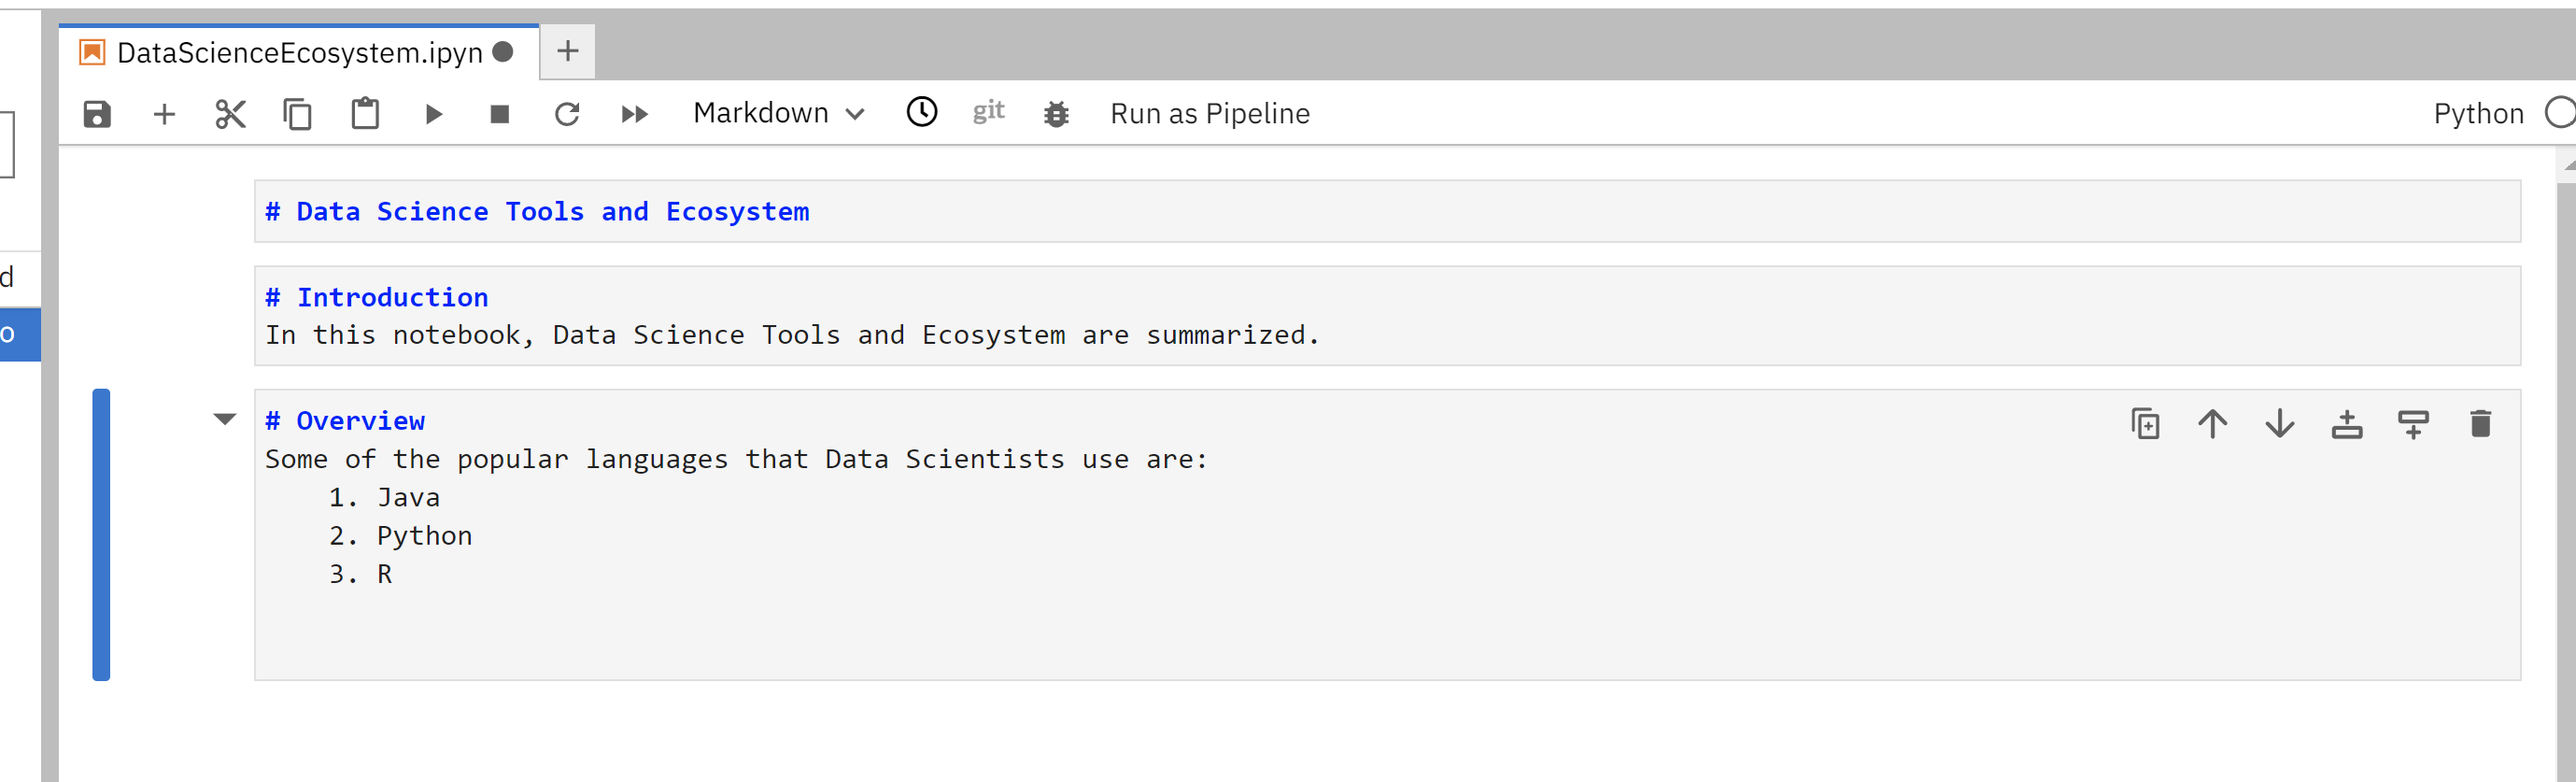 DataScienceEcosystem.ipyn
Markdown
git
Run as Pipeline
Python
d
o
# Data Science Tools and Ecosystem
# Introduction
In this notebook, Data Science Tools and Ecosystem are summarized.
# Overview
Some of the popular languages that Data Scientists use are:
1. Java
2. Python
3. R